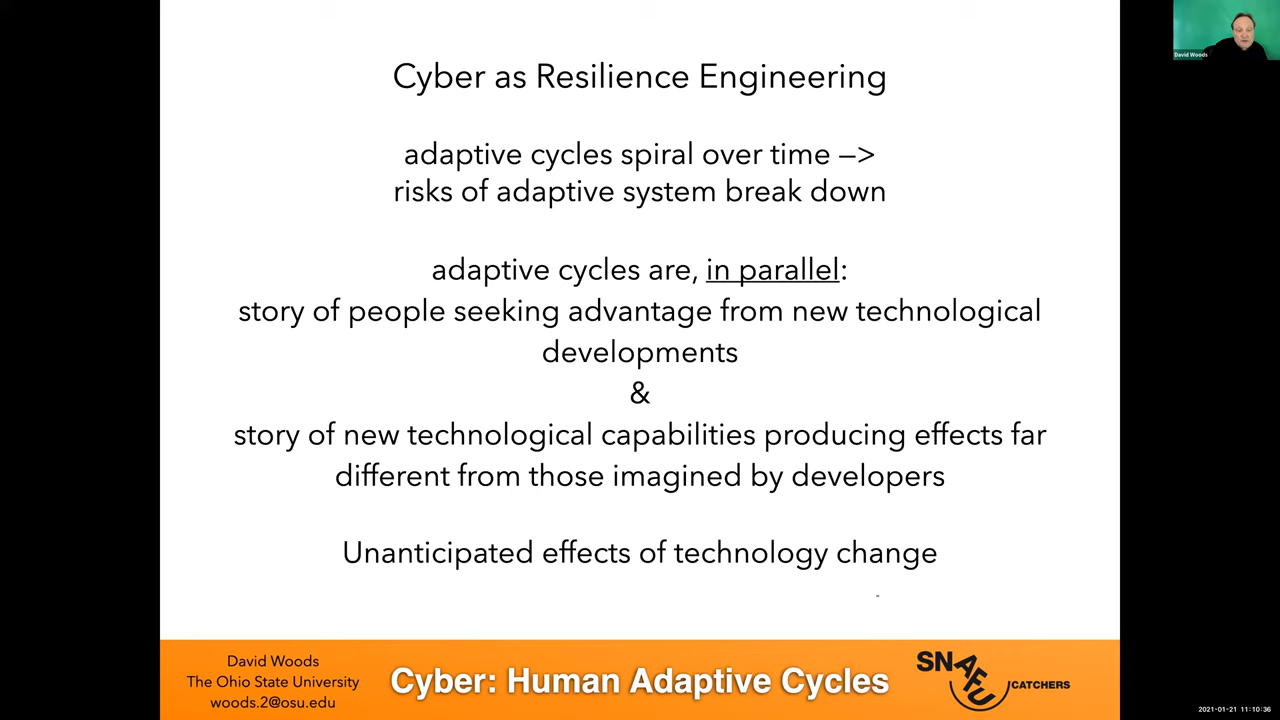 Cyber as Resilience Engineering
adaptive cycles spiral over time —>
risks of adaptive system break down
adaptive cycles are, in parallel:
story of people seeking advantage from new technological
developments
&
story of new technological capabilities producing effects far
different from those imagined by developers
Unanticipated effects of technology change
David Woods
The Ohio State University
woods.2@osu.edu
Cyber: Human Adaptive Cycles
SNAFU CATCHERS
David Woods
2021-01-21 11:10:36